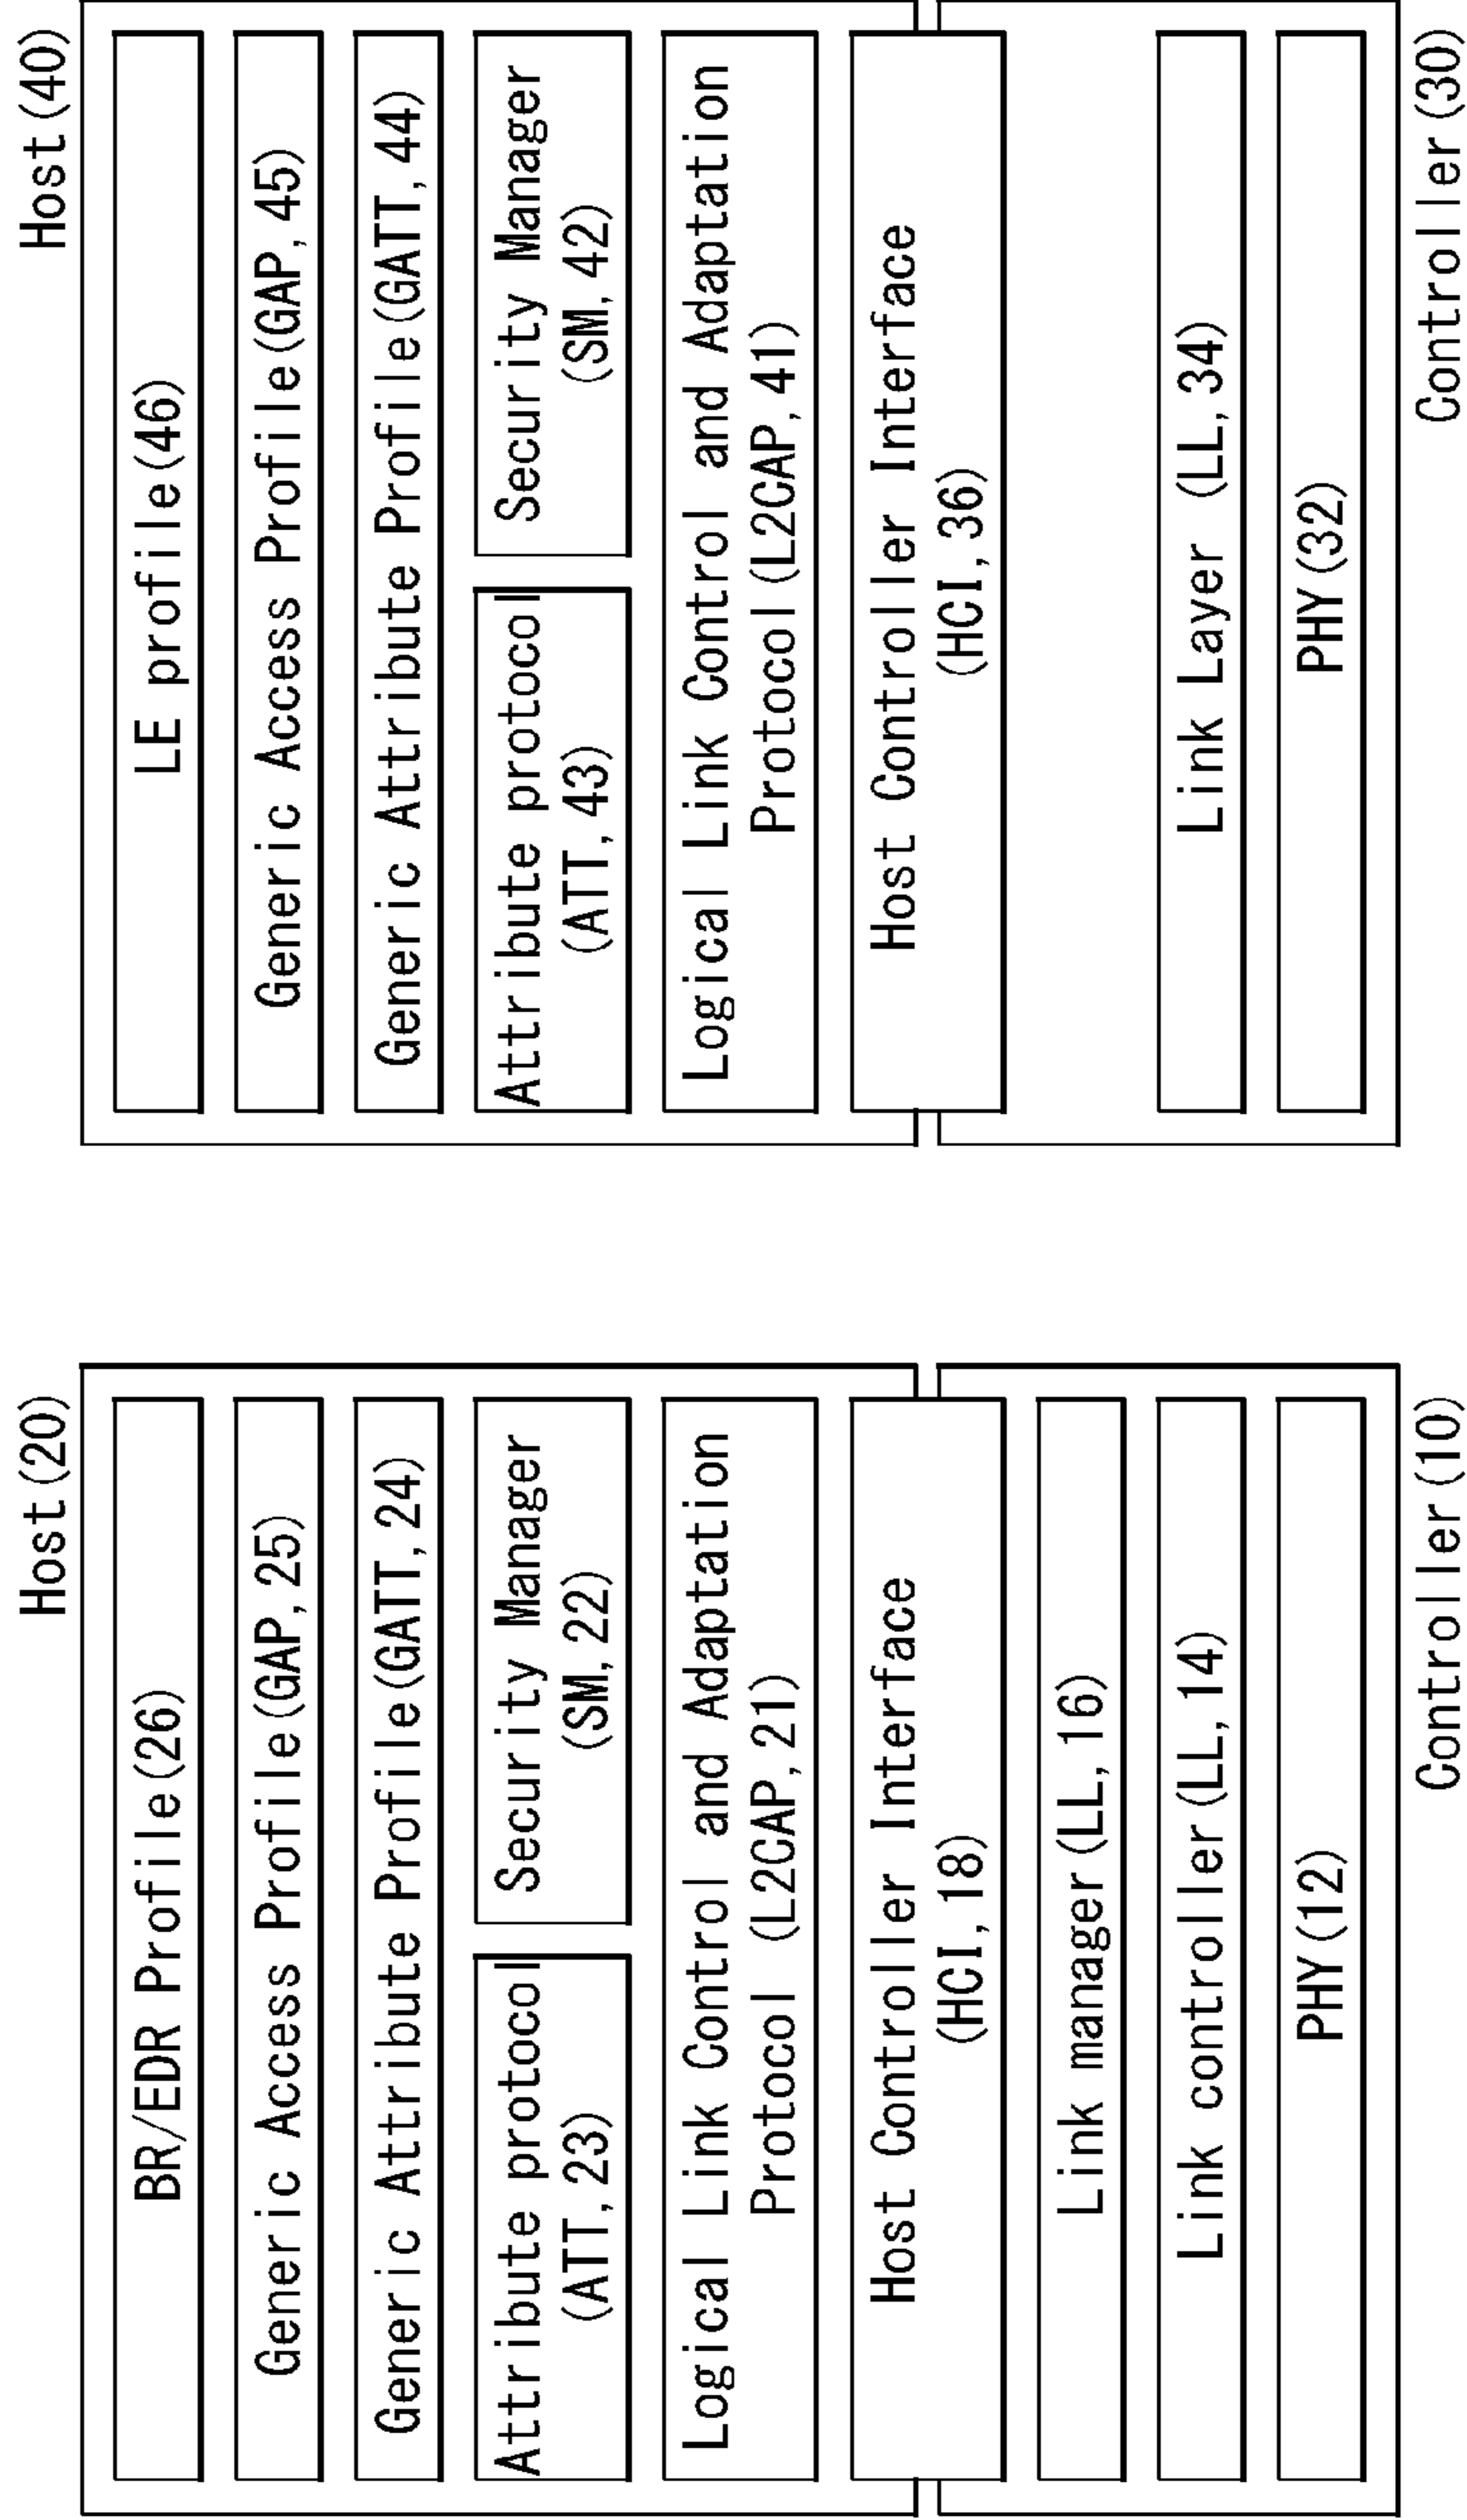 Host(20)
BR/EDR Profile(26)
Generic Access Profile(GAP,25)
Generic Attribute Profile(GATT,24)
Attribute protocol
(ATT,23)
Security Manager
(SM,22)
Logical Link Control and Adaptation
Protocol (L2CAP,21)
Host Controller Interface
(HCI,18)
Link manager(LL,16)
Link controller(LL,14)
PHY(12)
Controller(10)
Host(40)
LE profile(46)
Generic Access Profile(GAP,45)
Generic Attribute Profile(GATT,44)
Attribute protocol
(ATT,43)
Security Manager
(SM,42)
Logical Link Control and Adaptation
Protocol(L2CAP,41)
Host Controller Interface
(HCI,36)
Link Layer (LL,34)
PHY(32)
Controller(30)